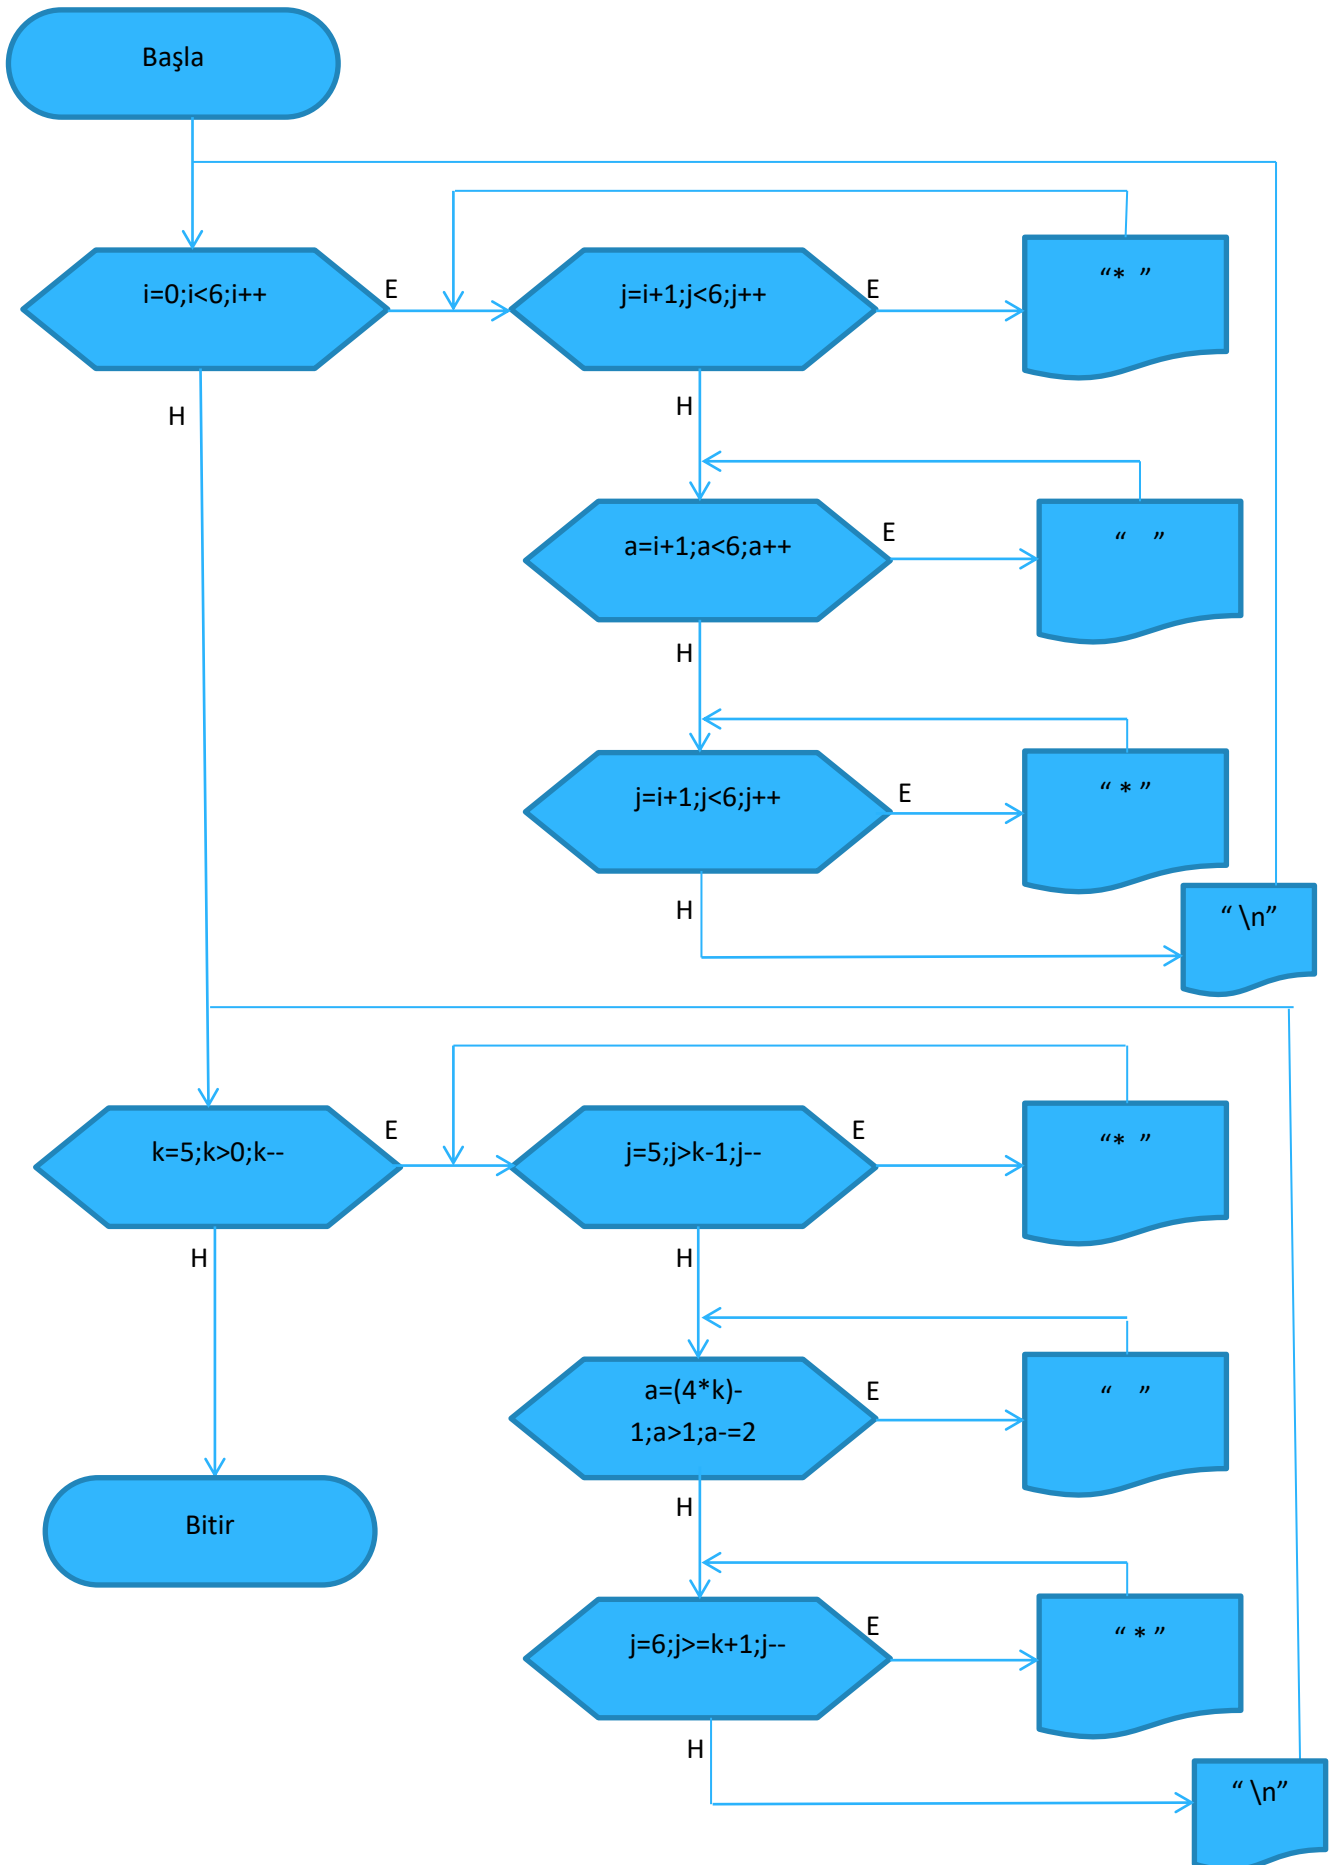 Başla
i=0;i<6;i++
E
j=i+1;j<6;j++
E
“* ”
H
H
a=i+1;a<6;a++
E
“ ”
H
j=i+1;j<6;j++
E
“ * ”
H
“ \n”
k=5;k>0;k--
E
j=5;j>k-1;j--
E
“* ”
H
H
a=(4*k)-
1;a>1;a-=2
E
“ ”
H
Bitir
j=6;j>=k+1;j--
E
“ * ”
H
“ \n”